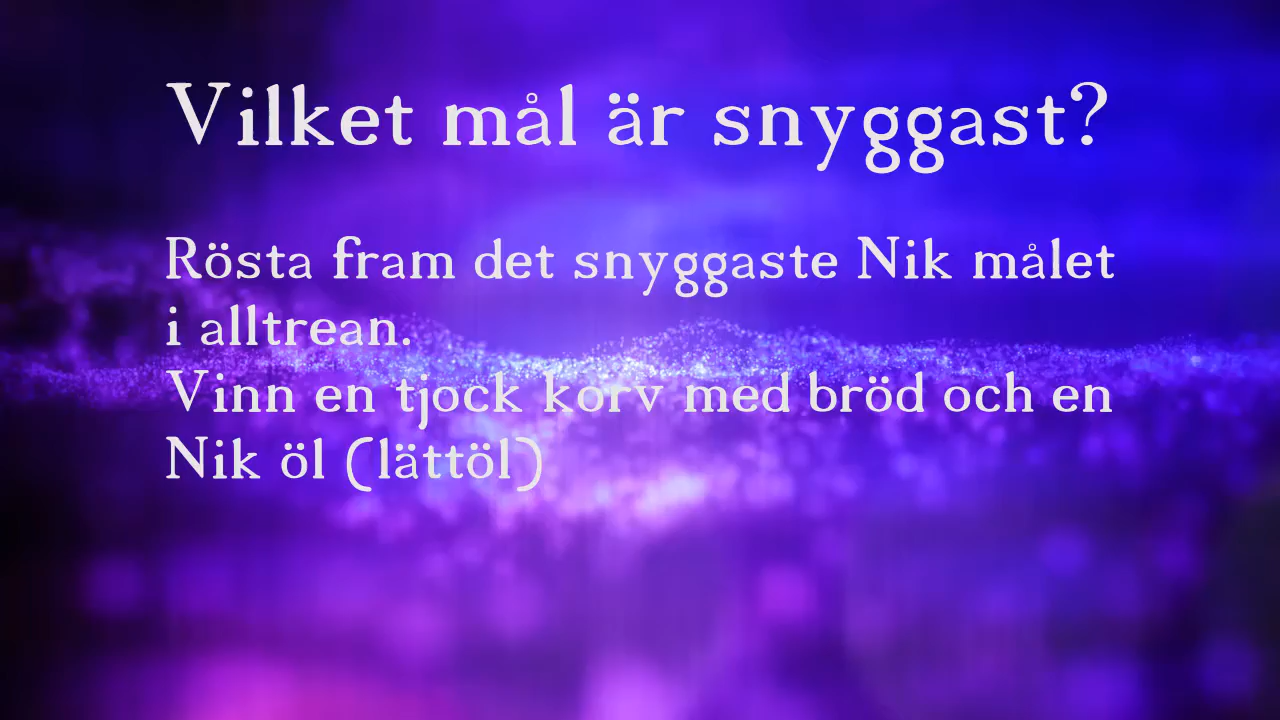 Vilket mål är snyggast?
Rösta fram det snyggaste Nik målet
i alltrean.
Vinn en tjock korv med bröd och en
Nik öl (lättöl)